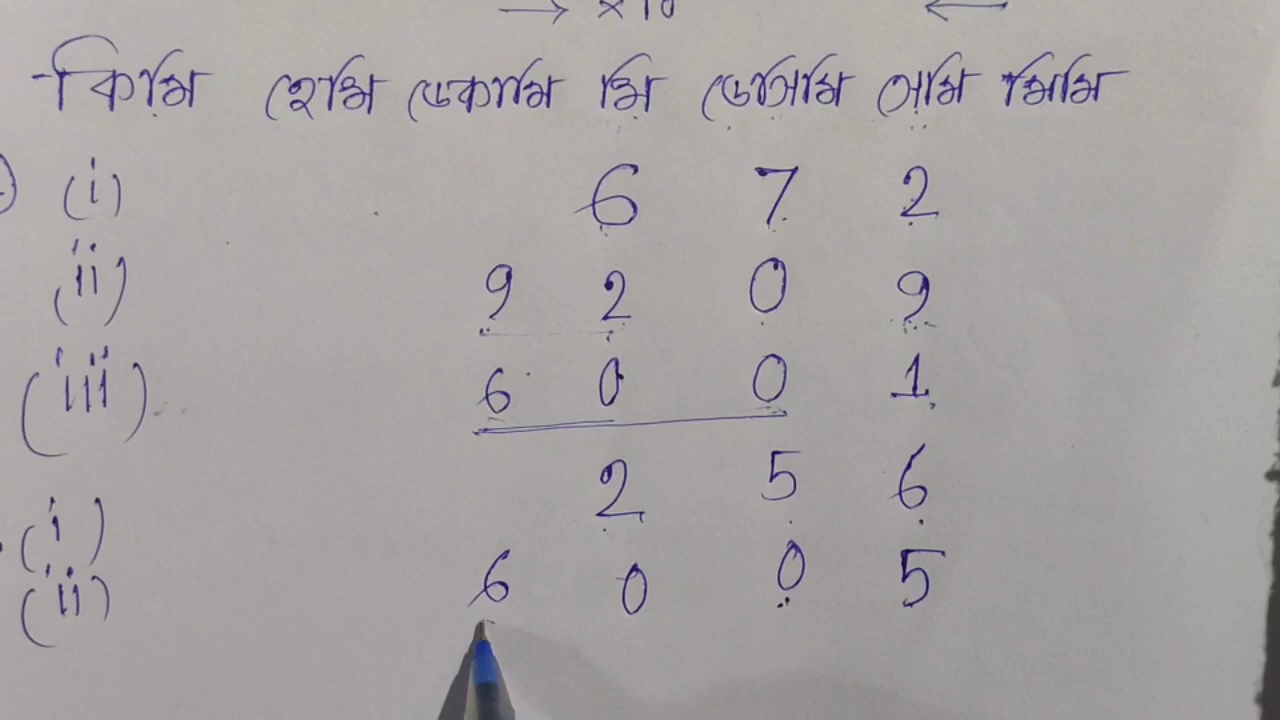 → ×10 ←
কিমি হেমি ডেকামি মি ডেসিমি সেমি মিমি
(i) 6 7 2
(ii) 9 2 0 9
(iii) 6 0 0 1
(i) 2 5 6
(ii) 6 0 0 5